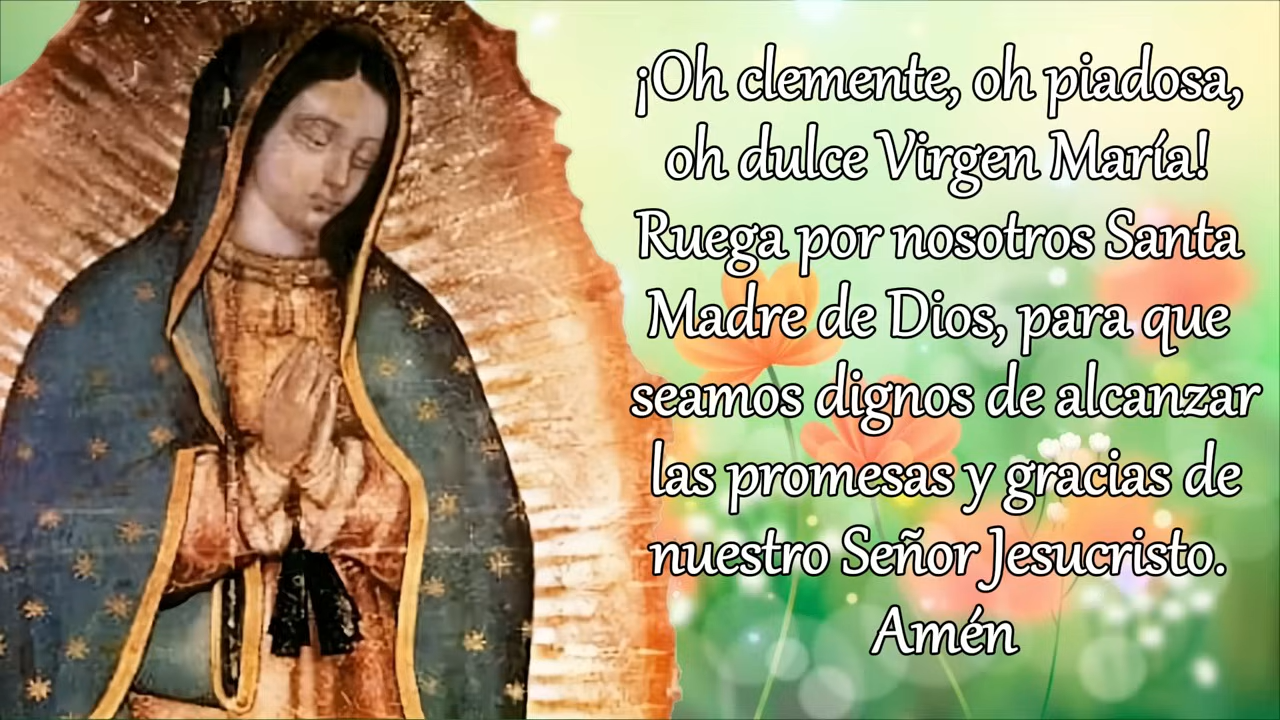 ¡Oh clemente, oh piadosa,
oh dulce Virgen María!
Ruega por nosotros Santa
Madre de Dios, para que
seamos dignos de alcanzar
las promesas y gracias de
nuestro Señor Jesucristo.
Amén